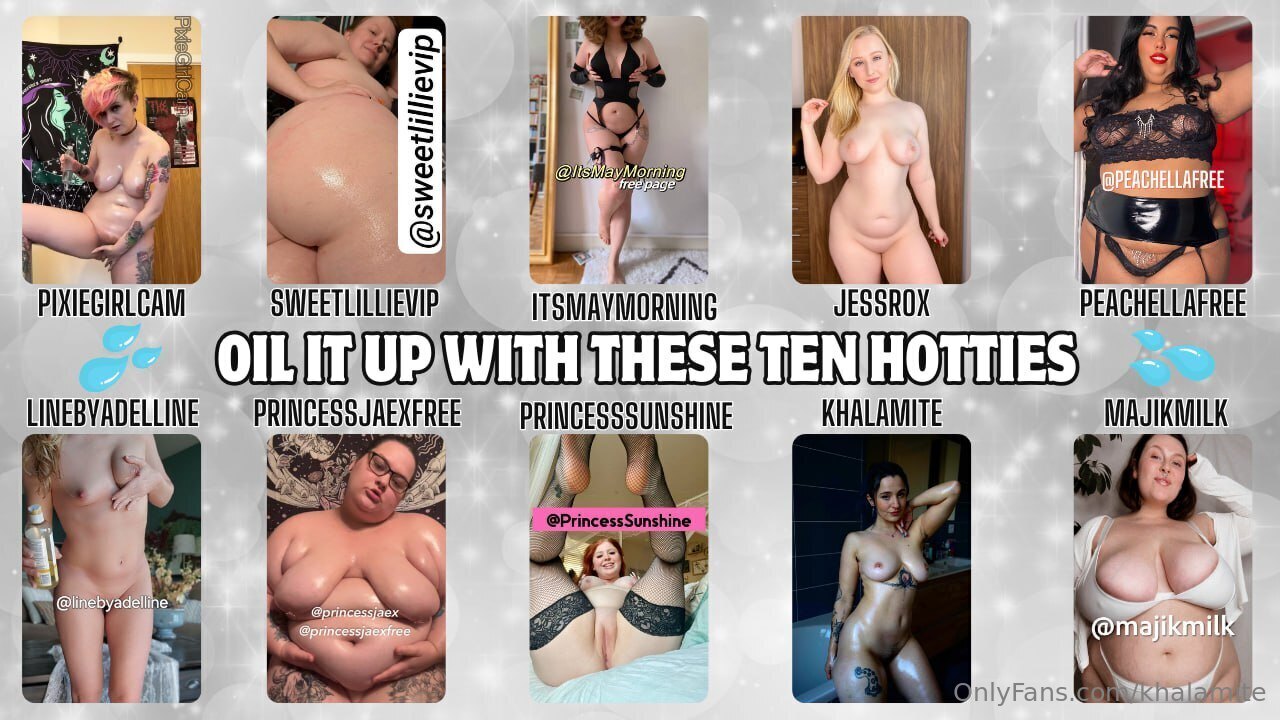 PixieGirlCam
@sweetlillievip
@ItsMayMorning
free page
@PEACHELLAFREE
PIXIEGIRLCAM
SWEETLILLIEVIP
ITSMAYMORNING
JESSROX
PEACHELLAFREE
OIL IT UP WITH THESE TEN HOTTIES
LINEBYADELLINE
PRINCESSJAEXFREE
PRINCESSSUNSHINE
KHALAMITE
MAJIKMILK
@linebyadelline
@princessjaex
@princessjaexfree
@PrincessSunshine
@majikmilk
OnlyFans.com/khalamite